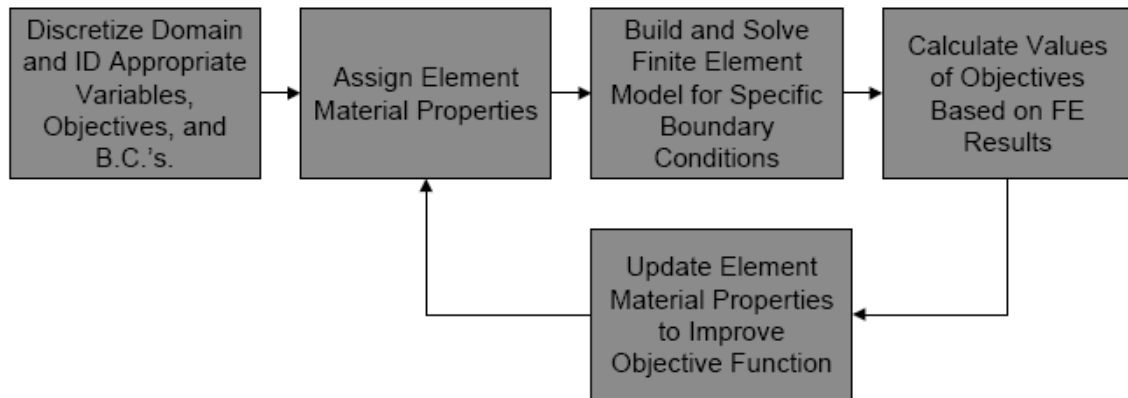 Discretize Domain
and ID Appropriate
Variables,
Objectives, and
B.C.'s.
Assign Element
Material Properties
Build and Solve
Finite Element
Model for Specific
Boundary
Conditions
Calculate Values
of Objectives
Based on FE
Results
Update Element
Material Properties
to Improve
Objective Function